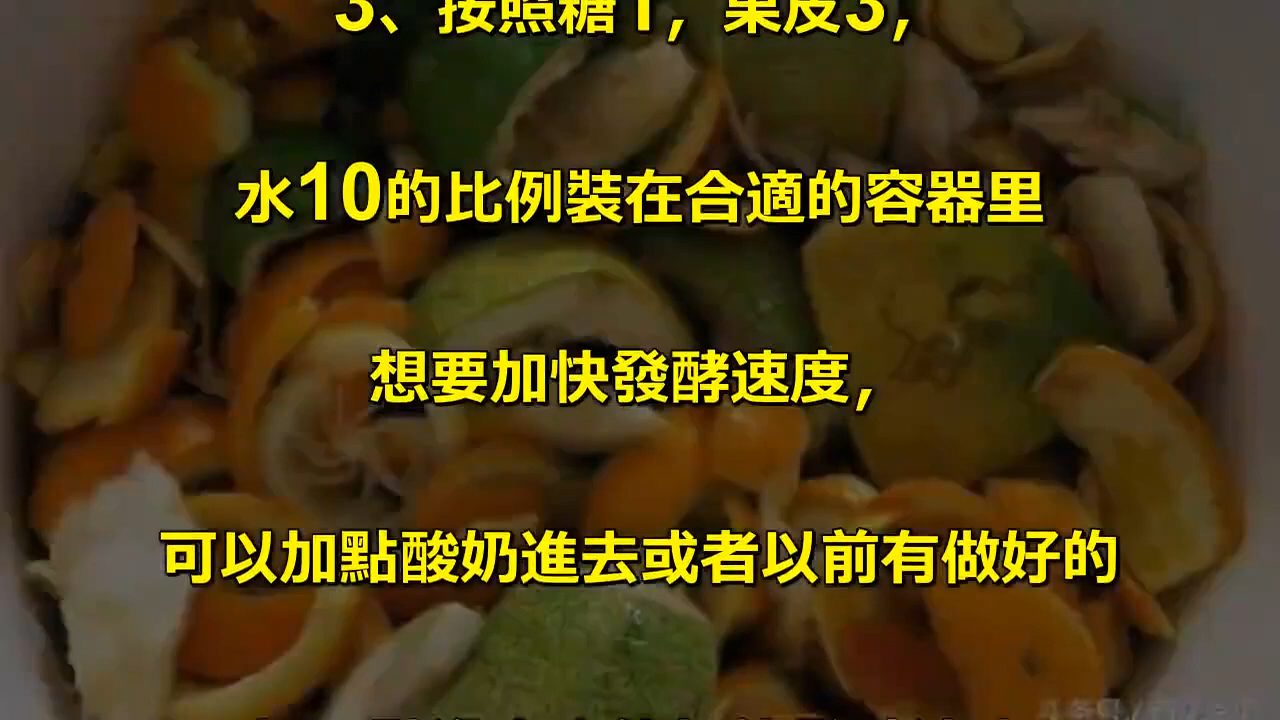 3、按照糖1，果皮3，
水10的比例裝在合適的容器里
想要加快發酵速度，
可以加點酸奶進去或者以前有做好的